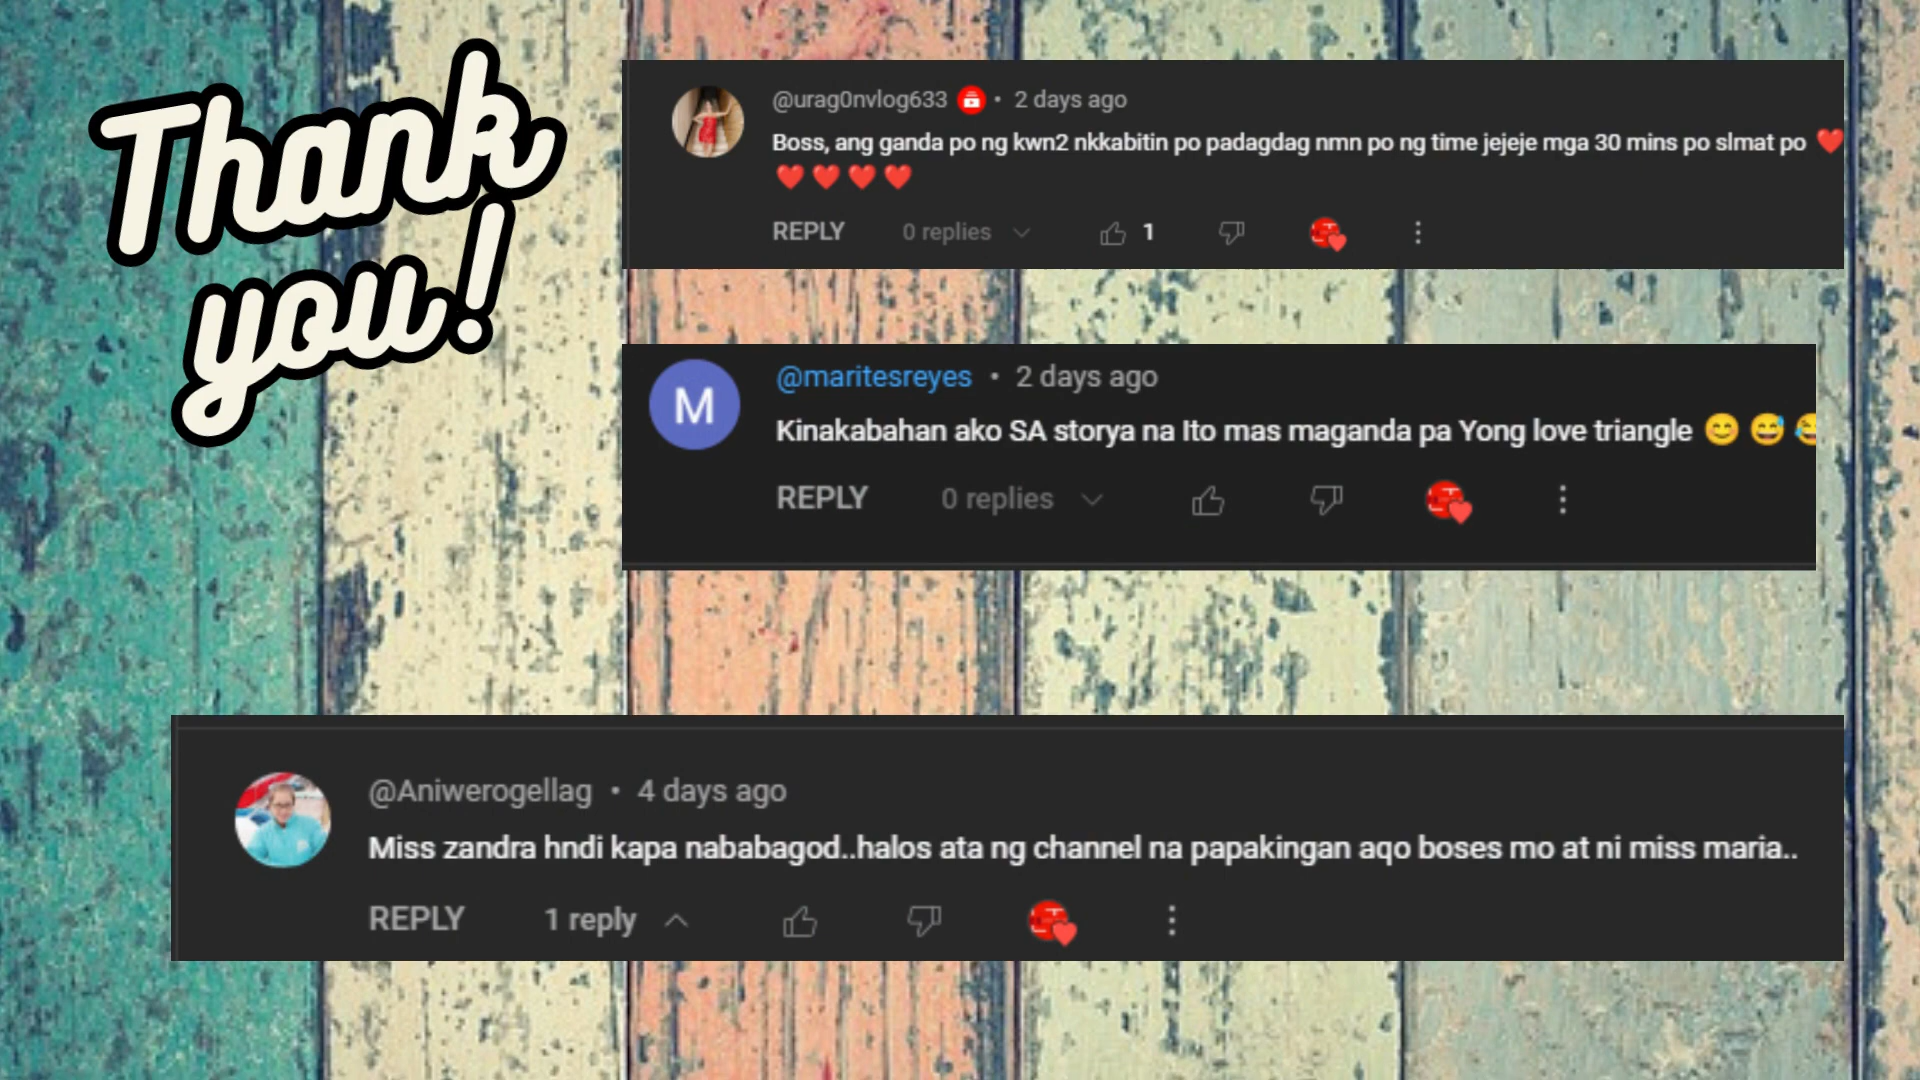 Thank
you!
@urag0nvlog633 • 2 days ago
Boss, ang ganda po ng kwn2 nkkabitin po padagdag nmn po ng time jejeje mga 30 mins po slmat po ❤️
❤️ ❤️ ❤️ ❤️
REPLY 0 replies 1
M
@maritesreyes • 2 days ago
Kinakabahan ako SA storya na Ito mas maganda pa Yong love triangle 😊 😅 😂
REPLY 0 replies
@Aniwerogellag • 4 days ago
Miss zandra hndi kapa nababagod..halos ata ng channel na papakingan aqo boses mo at ni miss maria..
REPLY 1 reply